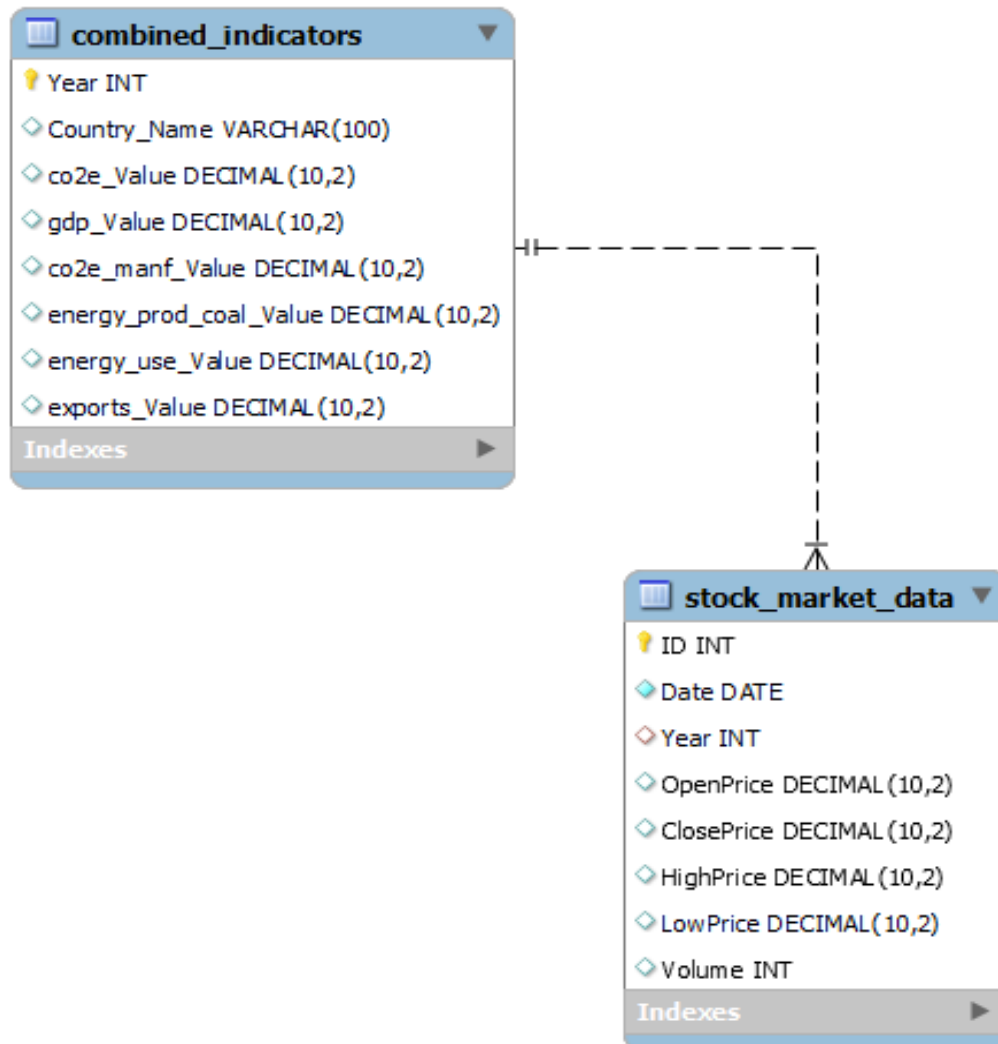 combined_indicators
Year INT
Country_Name VARCHAR(100)
co2e_Value DECIMAL(10,2)
gdp_Value DECIMAL(10,2)
co2e_manf_Value DECIMAL(10,2)
energy_prod_coal_Value DECIMAL(10,2)
energy_use_Value DECIMAL(10,2)
exports_Value DECIMAL(10,2)
Indexes
stock_market_data
ID INT
Date DATE
Year INT
OpenPrice DECIMAL(10,2)
ClosePrice DECIMAL(10,2)
HighPrice DECIMAL(10,2)
LowPrice DECIMAL(10,2)
Volume INT
Indexes